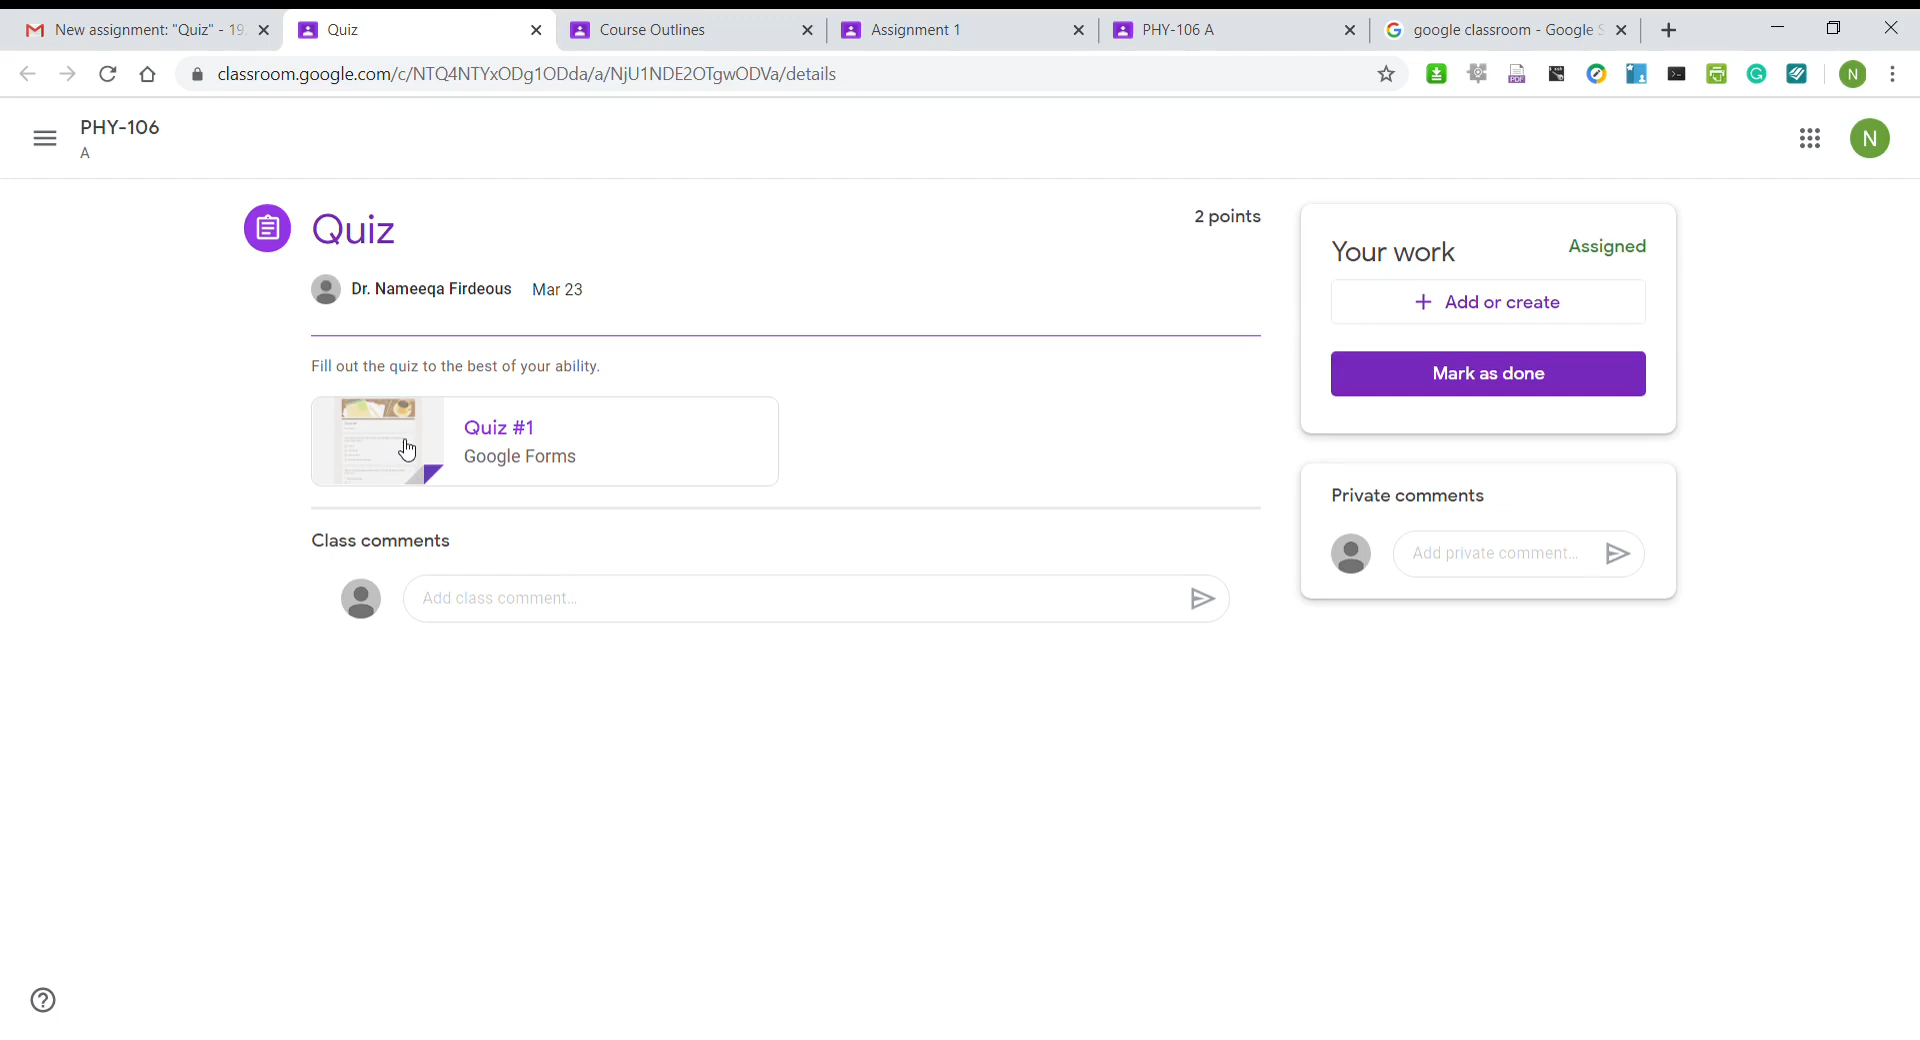 New assignment: "Quiz" - 19
Quiz
Course Outlines
Assignment 1
PHY-106 A
google classroom - Google S
classroom.google.com/c/NTQ4NTYxODg1ODda/a/NjU1NDE2OTgwODVa/details
N
PHY-106
A
N
Quiz
2 points
Dr. Nameeqa Firdeous Mar 23
Fill out the quiz to the best of your ability.
Quiz #1
Google Forms
Class comments
Add class comment...
Your work
Assigned
+ Add or create
Mark as done
Private comments
Add private comment...